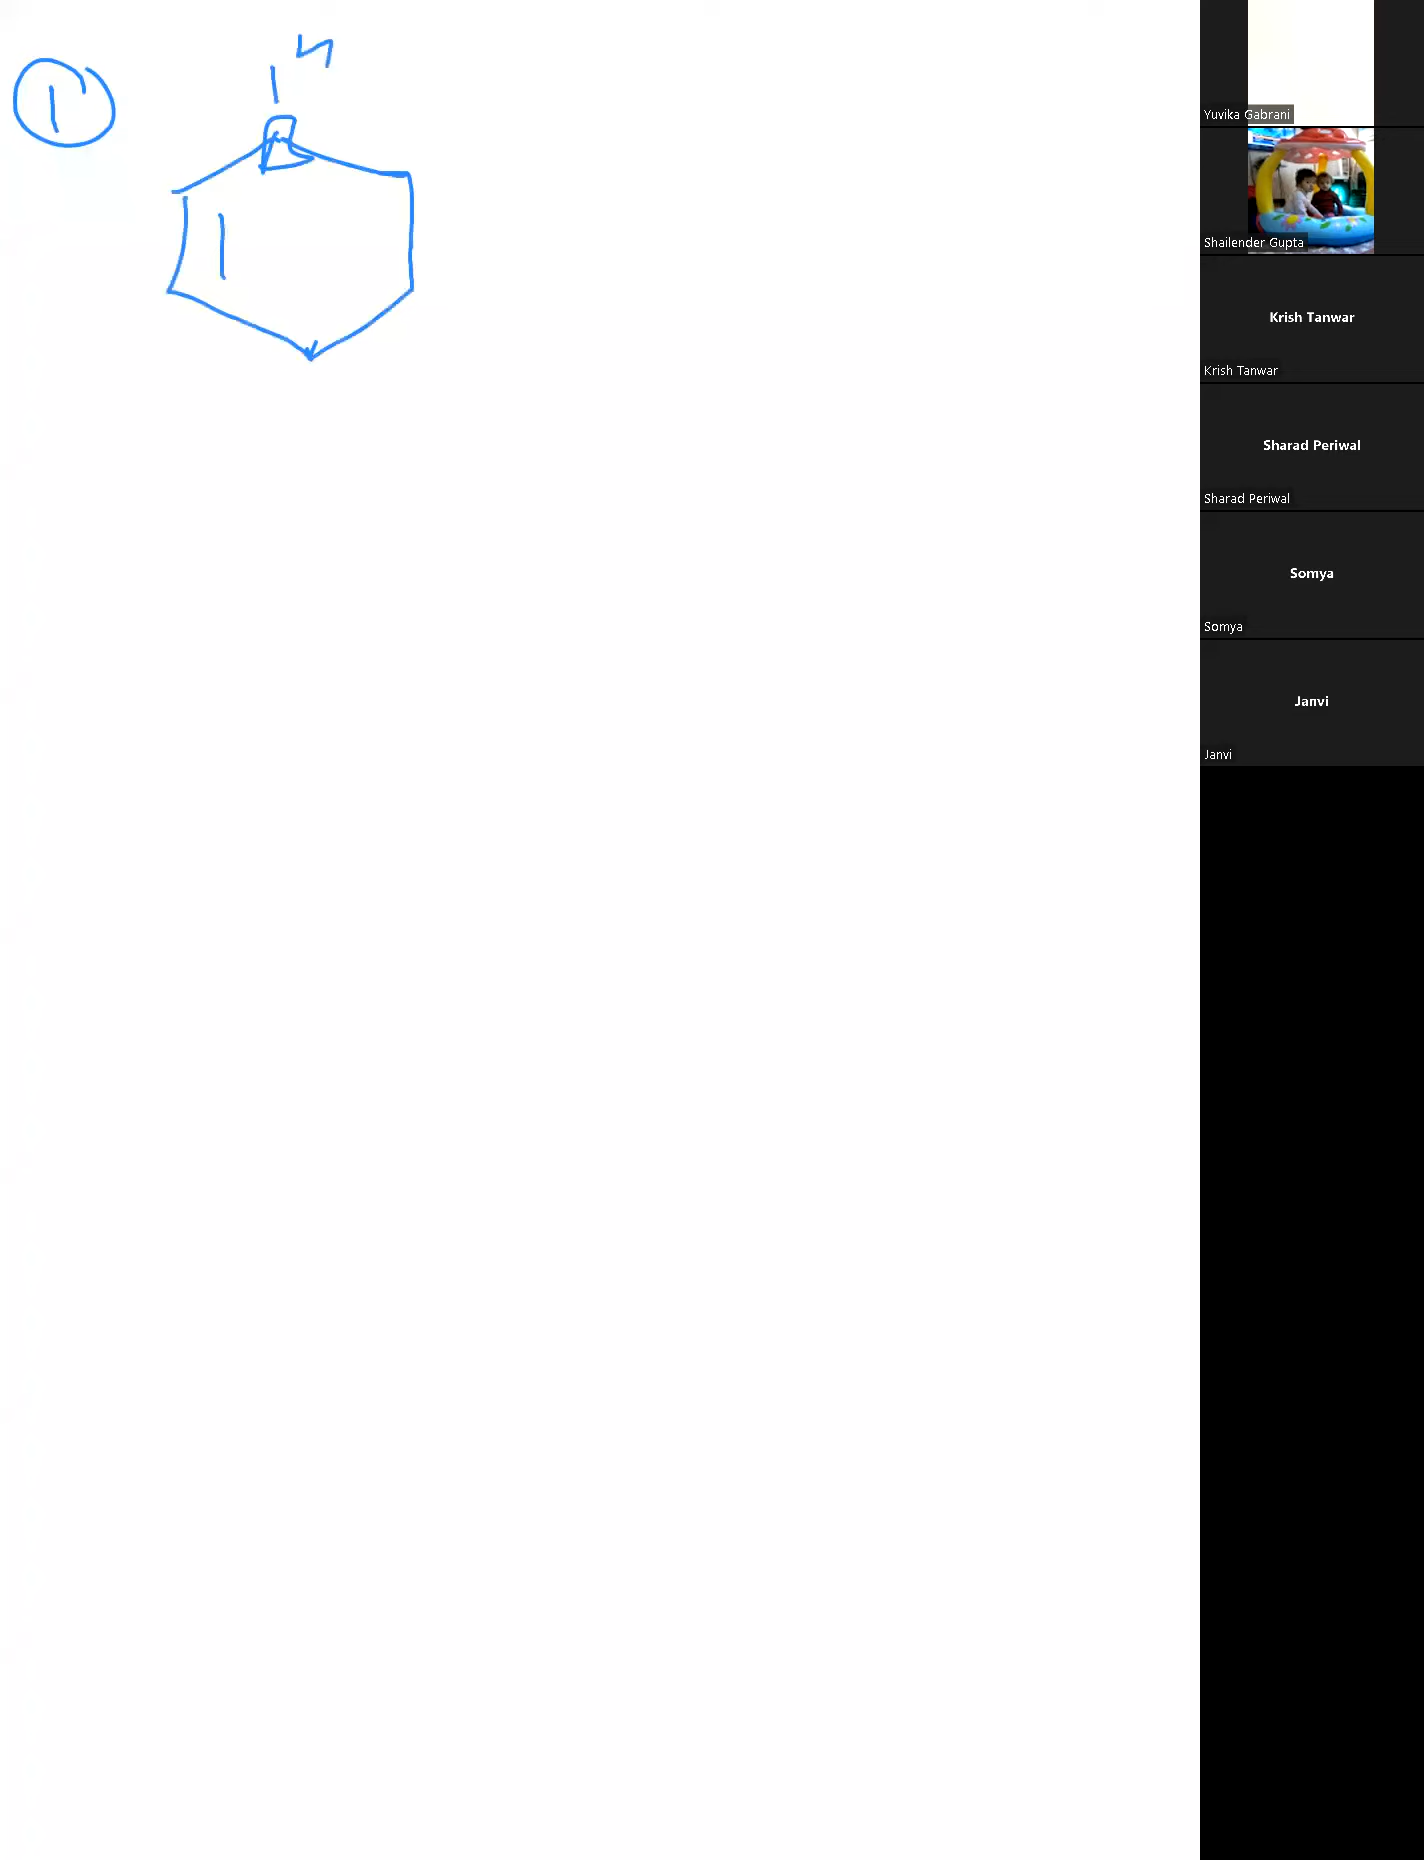 1
Yuvika Gabrani
Shailender Gupta
Krish Tanwar
Krish Tanwar
Sharad Periwal
Sharad Periwal
Somya
Somya
Janvi
Janvi